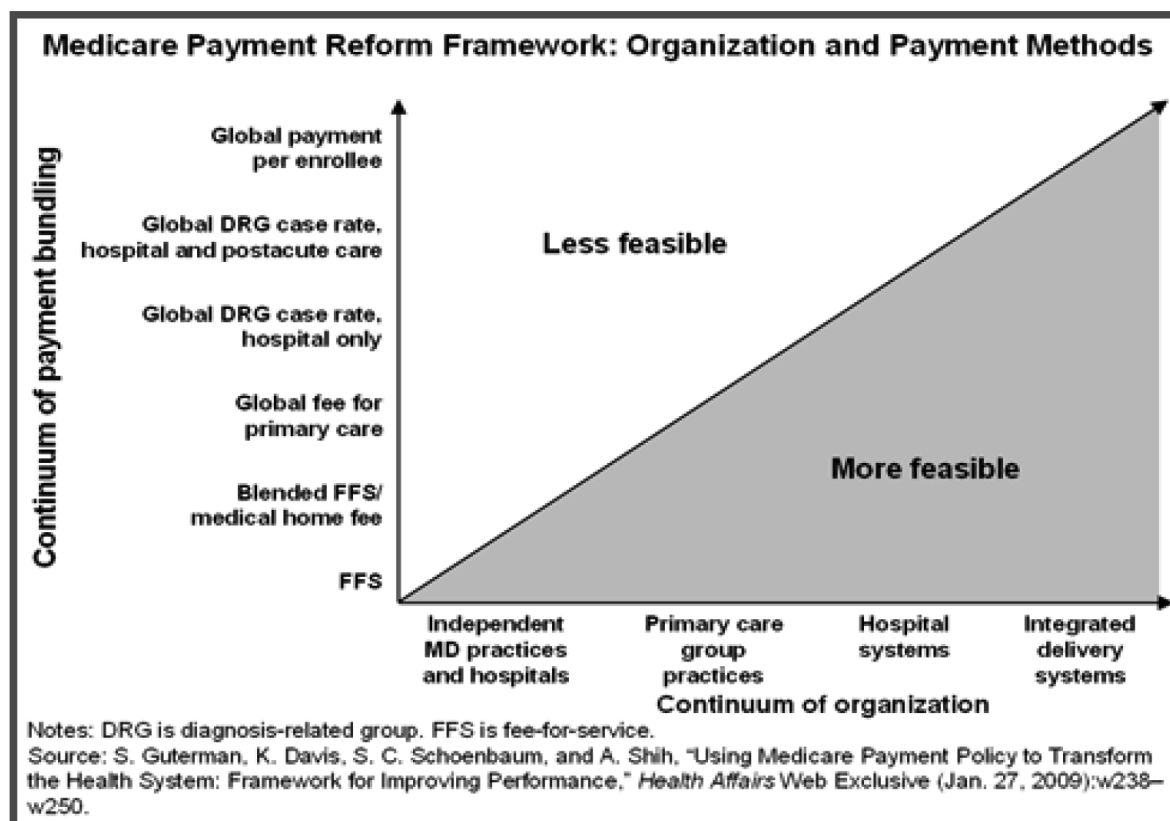 Medicare Payment Reform Framework: Organization and Payment Methods
Continuum of payment bundling
Global payment
per enrollee
Global DRG case rate,
hospital and postacute care
Global DRG case rate,
hospital only
Global fee for
primary care
Blended FFS/
medical home fee
FFS
Less feasible
More feasible
Independent
MD practices
and hospitals
Primary care
group
practices
Hospital
systems
Integrated
delivery
systems
Continuum of organization
Notes: DRG is diagnosis-related group. FFS is fee-for-service.
Source: S. Guterman, K. Davis, S. C. Schoenbaum, and A. Shih, “Using Medicare Payment Policy to Transform
the Health System: Framework for Improving Performance,” Health Affairs Web Exclusive (Jan. 27, 2009):w238–
w250.